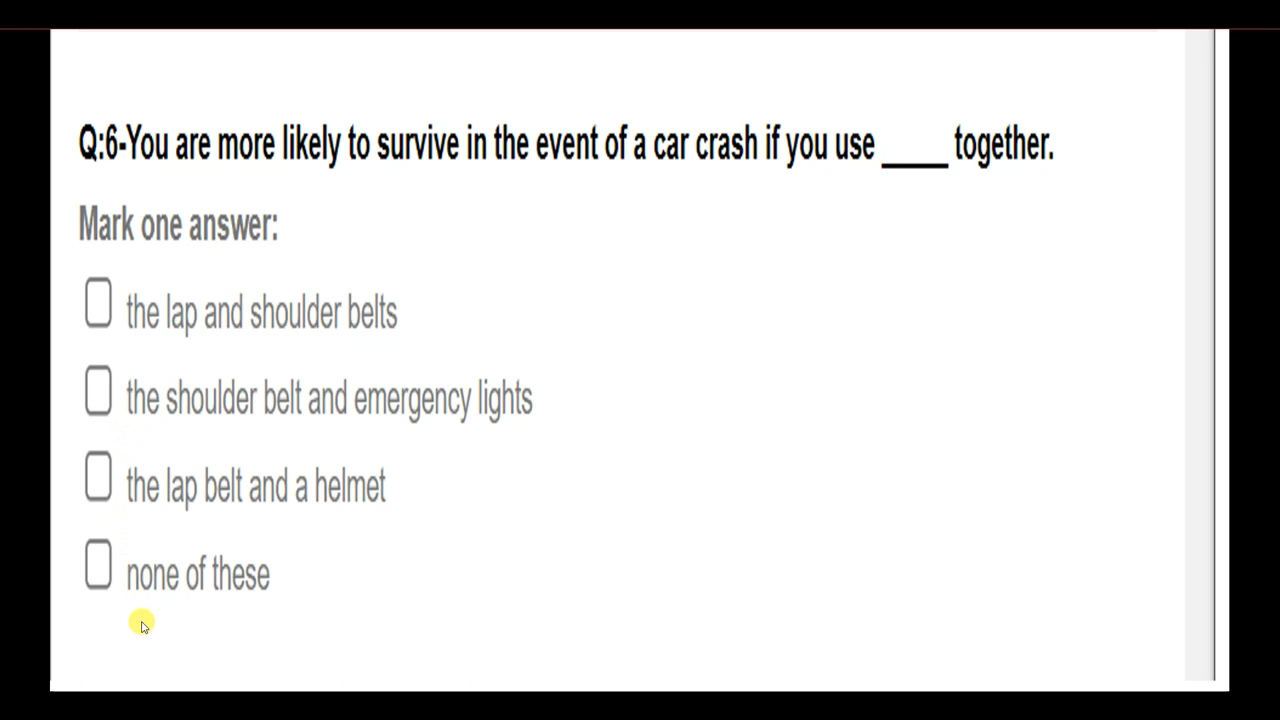 Q:6-You are more likely to survive in the event of a car crash if you use _____ together.
Mark one answer:
the lap and shoulder belts
the shoulder belt and emergency lights
the lap belt and a helmet
none of these